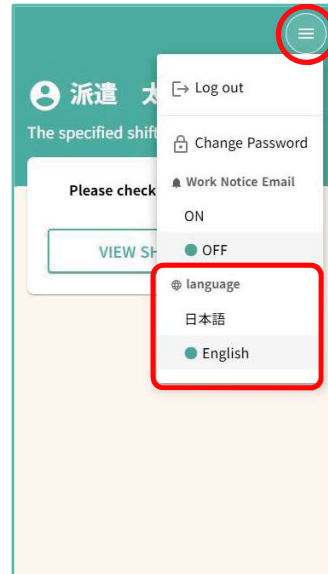 派遣 太
The specified shift
Please check
VIEW SH
Log out
Change Password
Work Notice Email
ON
OFF
language
日本語
English